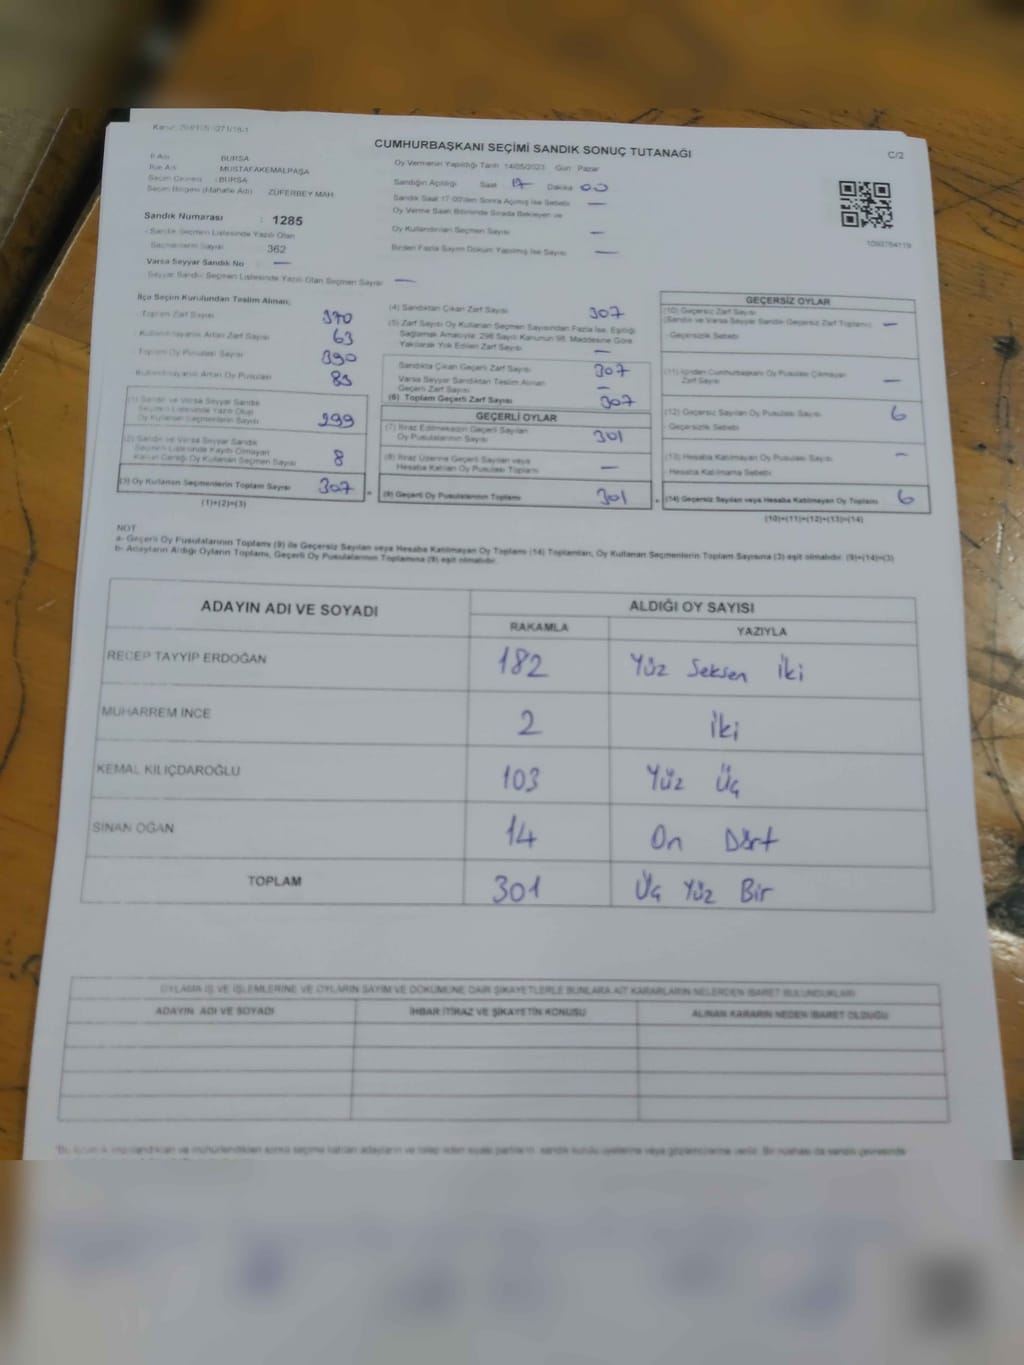 CUMHURBAŞKANI SEÇİMİ SANDIK SONUÇ TUTANAĞI
C/2
İl Adı : BURSA
İlçe Adı : MUSTAFAKEMALPAŞA
Seçim Çevresi : BURSA
Seçim Bölgesi (Mahalle Adı) ZÜFERBEY MAH.
Sandık Numarası : 1285
Sandık Seçmen Listesinde Yazılı Olan
Seçmenlerin Sayısı 362
Varsa Seyyar Sandık No —
Seyyar Sandık Seçmen Listesinde Yazılı Olan Seçmen Sayısı —
Oy Vermenin Yapıldığı Tarih 14/05/2023 Gün Pazar
Sandığın Açıldığı Saat 17 Dakika 00
Sandık Saat 17:00'den Sonra Açılmış İse Sebebi —
Oy Verme Saati Bitiminde Sırada Bekleyen ve
Oy Kullandırılan Seçmen Sayısı —
Birden Fazla Sayım Döküm Yapılmış İse Sayısı —
1093764119
İlçe Seçim Kurulundan Teslim Alınan;
Toplam Zarf Sayısı 370
Kullanılmayarak Artan Zarf Sayısı 63
Toplam Oy Pusulası Sayısı 390
Kullanılmayarak Artan Oy Pusulası 83
(1) Sandık ve Varsa Seyyar Sandık
Seçmen Listesinde Yazılı Olup
Oy Kullanan Seçmenlerin Sayısı 299
(2) Sandık ve Varsa Seyyar Sandık
Seçmen Listesinde Kaydı Olmayan
Kanun Gereği Oy Kullanan Seçmen Sayısı 8
(3) Oy Kullanan Seçmenlerin Toplam Sayısı 307
(1)+(2)=(3)
(4) Sandıktan Çıkan Zarf Sayısı 307
(5) Zarf Sayısı Oy Kullanan Seçmen Sayısından Fazla İse, Eşitliği
Sağlamak Amacıyla; 298 Sayılı Kanunun 98. Maddesine Göre
Yakılarak Yok Edilen Zarf Sayısı —
Sandıkta Çıkan Geçerli Zarf Sayısı 307
Varsa Seyyar Sandıktan Teslim Alınan
Geçerli Zarf Sayısı —
(6) Toplam Geçerli Zarf Sayısı 307
GEÇERLİ OYLAR
(7) İtiraz Edilmeksizin Geçerli Sayılan
Oy Pusulalarının Sayısı 301
(8) İtiraz Üzerine Geçerli Sayılan veya
Hesaba Katılan Oy Pusulası Toplamı —
(9) Geçerli Oy Pusulalarının Toplamı 301
GEÇERSİZ OYLAR
(10) Geçersiz Zarf Sayısı
(Sandık ve Varsa Seyyar Sandık Geçersiz Zarf Toplamı) —
- Geçersizlik Sebebi
(11) İçinden Cumhurbaşkanı Oy Pusulası Çıkmayan
Zarf Sayısı —
(12) Geçersiz Sayılan Oy Pusulası Sayısı 6
- Geçersizlik Sebebi
(13) Hesaba Katılmayan Oy Pusulası Sayısı —
- Hesaba Katılmama Sebebi
(14) Geçersiz Sayılan veya Hesaba Katılmayan Oy Toplamı 6
(10)+(11)+(12)+(13)=(14)
NOT:
a- Geçerli Oy Pusulalarının Toplamı (9) ile Geçersiz Sayılan veya Hesaba Katılmayan Oy Toplamı (14) Toplamları, Oy Kullanan Seçmenlerin Toplam Sayısına (3) eşit olmalıdır. (9)+(14)=(3)
b- Adayların Aldığı Oyların Toplamı, Geçerli Oy Pusulalarının Toplamına (9) eşit olmalıdır.
ADAYIN ADI VE SOYADI
ALDIĞI OY SAYISI
RAKAMLA YAZIYLA
RECEP TAYYİP ERDOĞAN 182 Yüz Seksen İki
MUHARREM İNCE 2 İki
KEMAL KILIÇDAROĞLU 103 Yüz Üç
SİNAN OĞAN 14 On Dört
TOPLAM 301 Üç Yüz Bir
OYLAMA İŞ VE İŞLEMLERİNE VE OYLARIN SAYIM VE DÖKÜMÜNE DAİR ŞİKAYETLERLE BUNLARA AİT KARARLARIN NELERDEN İBARET BULUNDUKLARI
ADAYIN ADI VE SOYADI İHBAR İTİRAZ VE ŞİKAYETİN KONUSU ALINAN KARARIN NEDEN İBARET OLDUĞU